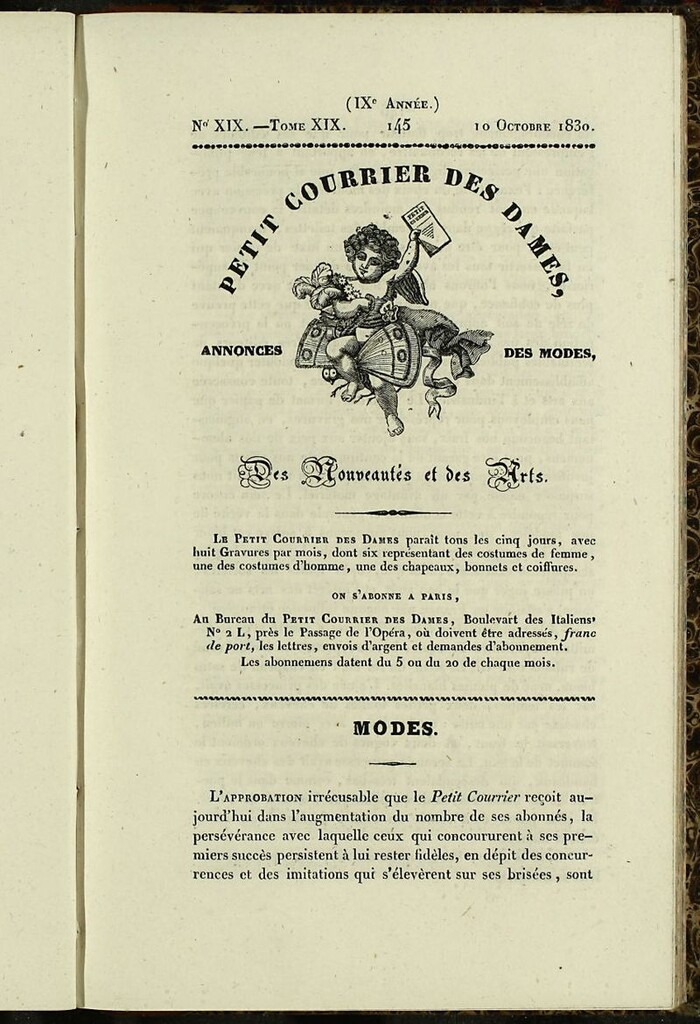 (IXe ANNÉE.)
No XIX. —TOME XIX. 145 10 OCTOBRE 1830.
PETIT COURRIER DES DAMES,
PETIT COURRIER
ANNONCES DES MODES,
Des Nouveautés et des Arts.
LE PETIT COURRIER DES DAMES paraît tous les cinq jours, avec
huit Gravures par mois, dont six représentant des costumes de femme,
une des costumes d'homme, une des chapeaux, bonnets et coiffures.
ON S'ABONNE A PARIS,
Au Bureau du PETIT COURRIER DES DAMES, Boulevart des Italiens,
No 2 L, près le Passage de l'Opéra, où doivent être adressés, franc
de port, les lettres, envois d'argent et demandes d'abonnement.
Les abonnemens datent du 5 ou du 20 de chaque mois.
MODES.
L'APPROBATION irrécusable que le Petit Courrier reçoit au-
jourd'hui dans l'augmentation du nombre de ses abonnés, la
persévérance avec laquelle ceux qui concoururent à ses pre-
miers succès persistent à lui rester fidèles, en dépit des concur-
rences et des imitations qui s'élevèrent sur ses brisées, sont